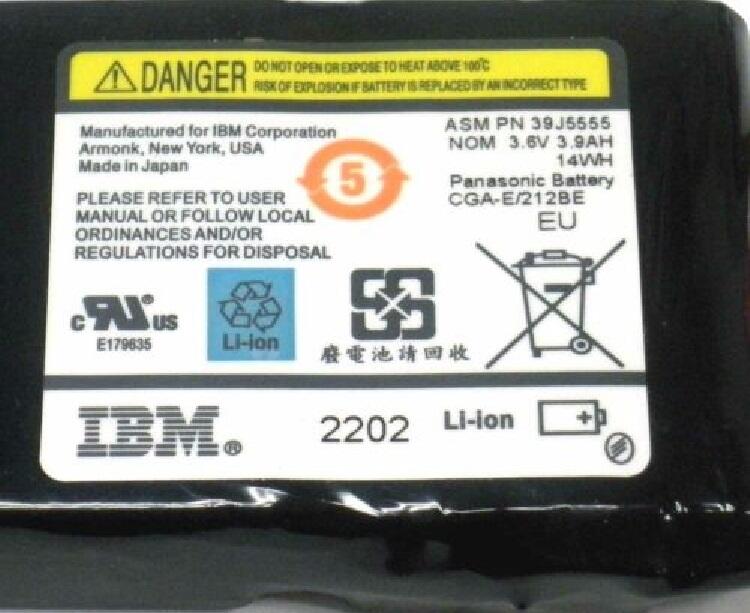 DANGER
DO NOT OPEN OR EXPOSE TO HEAT ABOVE 100°C
RISK OF EXPLOSION IF BATTERY IS REPLACED BY AN INCORRECT TYPE
Manufactured for IBM Corporation
Armonk, New York, USA
Made in Japan
PLEASE REFER TO USER
MANUAL OR FOLLOW LOCAL
ORDINANCES AND/OR
REGULATIONS FOR DISPOSAL
5
ASM PN 39J5555
NOM 3.6V 3.9AH
14WH
Panasonic Battery
CGA-E/212BE
EU
c RU® US
E179635
Li-ion
廢電池請回收
IBM®
2202
Li-ion
+